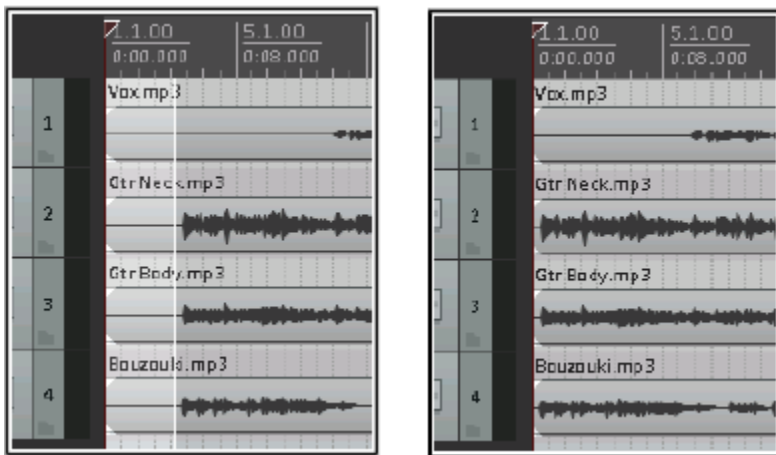 1.1.00 5.1.00
0:00.000 0:08.000
Vox.mp3
1
Gtr Neck.mp3
2
Gtr Body.mp3
3
Bouzouki.mp3
4
1.1.00 5.1.00
0:00.000 0:08.000
Vox.mp3
1
Gtr Neck.mp3
2
Gtr Body.mp3
3
Bouzouki.mp3
4